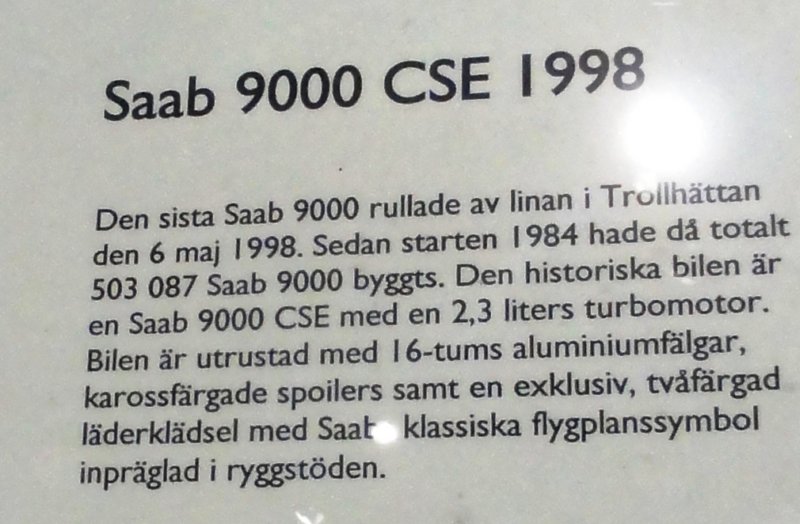 Saab 9000 CSE 1998
Den sista Saab 9000 rullade av linan i Trollhättan
den 6 maj 1998. Sedan starten 1984 hade då totalt
503 087 Saab 9000 byggts. Den historiska bilen är
en Saab 9000 CSE med en 2,3 liters turbomotor.
Bilen är utrustad med 16-tums aluminiumfälgar,
karossfärgade spoilers samt en exklusiv, tvåfärgad
läderklädsel med Saabs klassiska flygplanssymbol
inpräglad i ryggstöden.